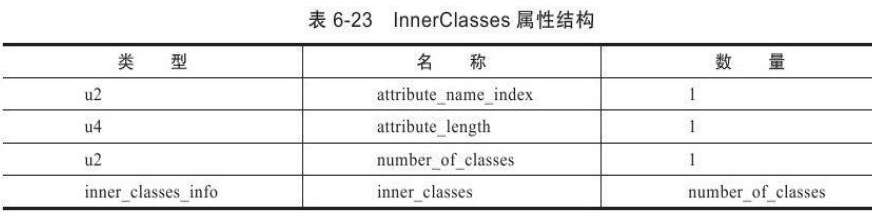 表 6-23 InnerClasses 属性结构
类 型 名 称 数 量
u2 attribute_name_index 1
u4 attribute_length 1
u2 number_of_classes 1
inner_classes_info inner_classes number_of_classes